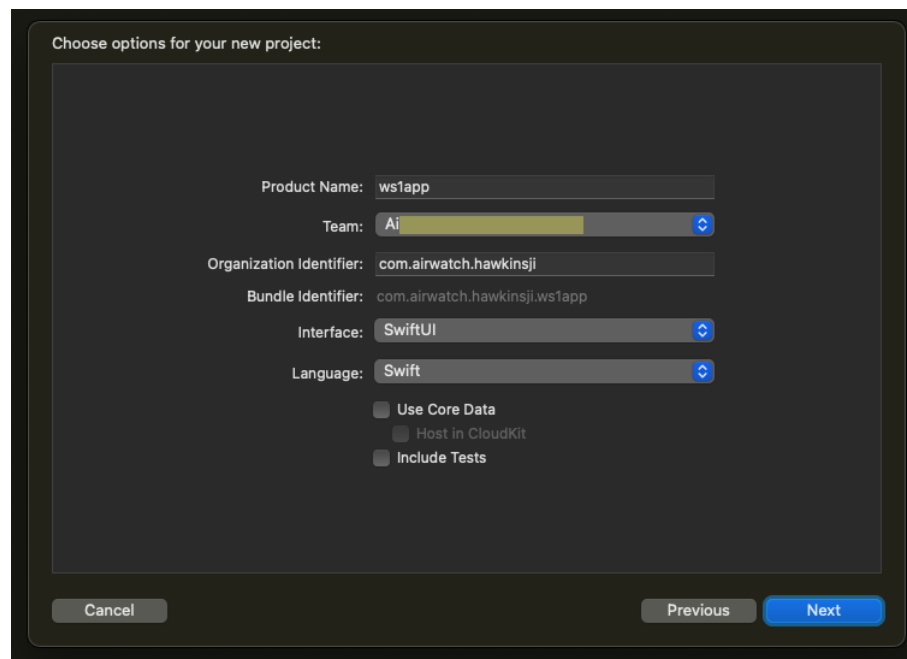 Choose options for your new project:
Product Name: ws1app
Team: Ai
Organization Identifier: com.airwatch.hawkinsji
Bundle Identifier: com.airwatch.hawkinsji.ws1app
Interface: SwiftUI
Language: Swift
Use Core Data
Host in CloudKit
Include Tests
Cancel Previous Next